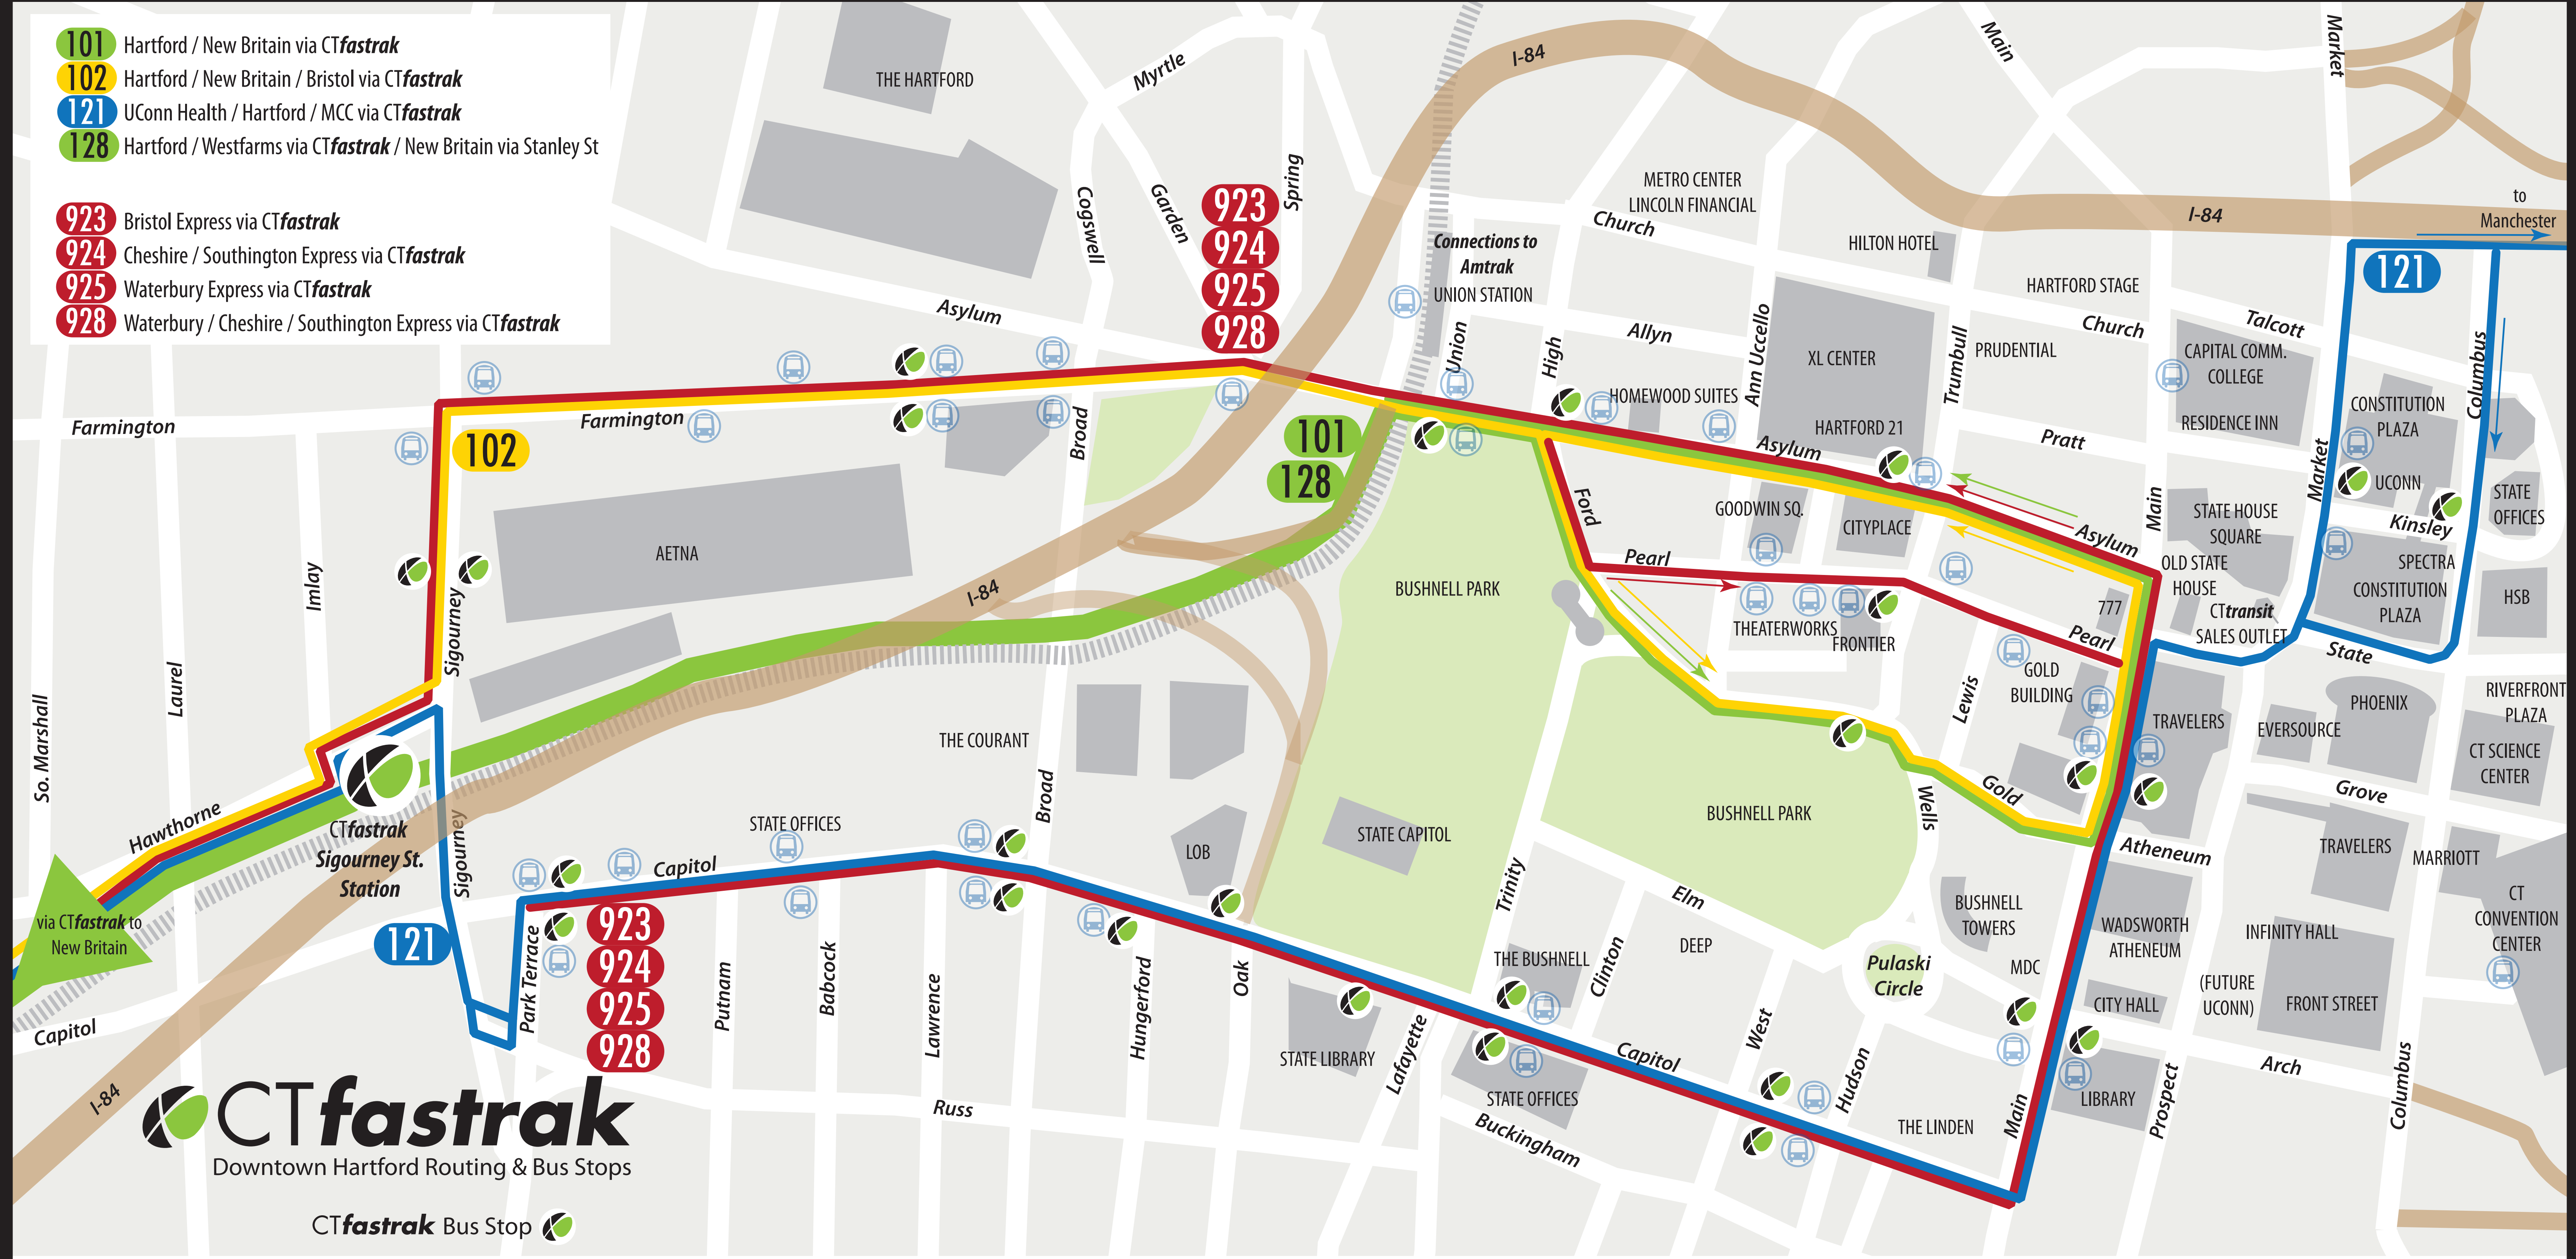 101 Hartford / New Britain via CTfastrak
102 Hartford / New Britain / Bristol via CTfastrak
121 UConn Health / Hartford / MCC via CTfastrak
128 Hartford / Westfarms via CTfastrak / New Britain via Stanley St
923 Bristol Express via CTfastrak
924 Cheshire / Southington Express via CTfastrak
925 Waterbury Express via CTfastrak
928 Waterbury / Cheshire / Southington Express via CTfastrak
THE HARTFORD
Myrtle
I-84
Main
Market
Spring
Cogswell
Garden
923
924
925
928
METRO CENTER
LINCOLN FINANCIAL
Church
Connections to
Amtrak
UNION STATION
HILTON HOTEL
I-84
to
Manchester
121
Asylum
Union
High
Allyn
Ann Uccello
XL CENTER
Trumbull
HARTFORD STAGE
Church
Talcott
PRUDENTIAL
CAPITAL COMM.
COLLEGE
RESIDENCE INN
Columbus
CONSTITUTION
PLAZA
HOMEWOOD SUITES
HARTFORD 21
Asylum
Pratt
Farmington
Farmington
Broad
102
101
128
Market
UCONN
STATE
OFFICES
Kinsley
Ford
GOODWIN SQ.
CITYPLACE
Main
STATE HOUSE
SQUARE
Asylum
OLD STATE
HOUSE
SPECTRA
CONSTITUTION
PLAZA
HSB
AETNA
I-84
Imlay
Sigourney
BUSHNELL PARK
Pearl
THEATERWORKS
FRONTIER
777
Pearl
CTtransit
SALES OUTLET
State
Laurel
So. Marshall
Lewis
GOLD
BUILDING
TRAVELERS
EVERSOURCE
PHOENIX
RIVERFRONT
PLAZA
CT SCIENCE
CENTER
THE COURANT
Broad
Gold
Grove
Hawthorne
CTfastrak
Sigourney St.
Station
Sigourney
STATE OFFICES
Capitol
LOB
STATE CAPITOL
BUSHNELL PARK
Wells
Atheneum
TRAVELERS
MARRIOTT
Trinity
Elm
via CTfastrak to
New Britain
121
923
924
925
928
Park Terrace
THE BUSHNELL
Clinton
DEEP
Pulaski
Circle
BUSHNELL
TOWERS
MDC
WADSWORTH
ATHENEUM
INFINITY HALL
CT
CONVENTION
CENTER
(FUTURE
UCONN)
FRONT STREET
CITY HALL
Capitol
Putnam
Babcock
Lawrence
Hungerford
Oak
STATE LIBRARY
Lafayette
STATE OFFICES
Capitol
West
Hudson
THE LINDEN
Main
LIBRARY
Prospect
Arch
Columbus
I-84
Russ
Buckingham
CTfastrak
Downtown Hartford Routing & Bus Stops
CTfastrak Bus Stop